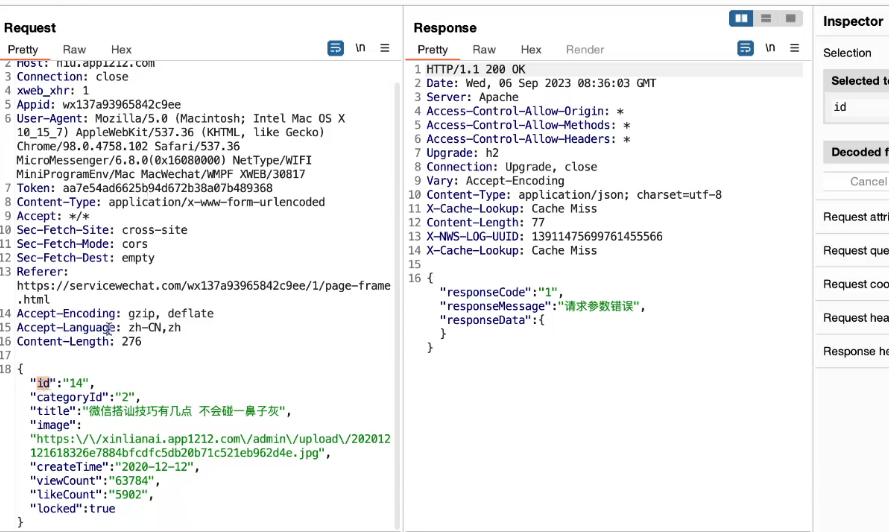 Request
Pretty Raw Hex \n
2 Host: niu.app1212.com
3 Connection: close
4 xweb_xhr: 1
5 Appid: wx137a93965842c9ee
6 User-Agent: Mozilla/5.0 (Macintosh; Intel Mac OS X
10_15_7) AppleWebKit/537.36 (KHTML, like Gecko)
Chrome/98.0.4758.102 Safari/537.36
MicroMessenger/6.8.0(0x16080000) NetType/WIFI
MiniProgramEnv/Mac MacWechat/WMPF XWEB/30817
7 Token: aa7e54ad6625b94d672b38a07b489368
8 Content-Type: application/x-www-form-urlencoded
9 Accept: */*
10 Sec-Fetch-Site: cross-site
11 Sec-Fetch-Mode: cors
12 Sec-Fetch-Dest: empty
13 Referer:
https://servicewechat.com/wx137a93965842c9ee/1/page-frame
.html
14 Accept-Encoding: gzip, deflate
15 Accept-Language: zh-CN,zh
16 Content-Length: 276
17
18 {
"id":"14",
"categoryId":"2",
"title":"微信搭讪技巧有几点 不会碰一鼻子灰",
"image":
"https:\/\/xinlianai.app1212.com\/admin\/upload\/202012
121618326e7884bfcdfc5db20b71c521eb962d4e.jpg",
"createTime":"2020-12-12",
"viewCount":"63784",
"likeCount":"5902",
"locked":true
}
Response
Pretty Raw Hex Render \n
1 HTTP/1.1 200 OK
2 Date: Wed, 06 Sep 2023 08:36:03 GMT
3 Server: Apache
4 Access-Control-Allow-Origin: *
5 Access-Control-Allow-Methods: *
6 Access-Control-Allow-Headers: *
7 Upgrade: h2
8 Connection: Upgrade, close
9 Vary: Accept-Encoding
10 Content-Type: application/json; charset=utf-8
11 X-Cache-Lookup: Cache Miss
12 Content-Length: 77
13 X-NWS-LOG-UUID: 13911475699761455566
14 X-Cache-Lookup: Cache Miss
15
16 {
"responseCode":"1",
"responseMessage":"请求参数错误",
"responseData":{
}
}
Inspector
Selection
Selected te
id
Decoded f
Cancel
Request attri
Request que
Request coo
Request hea
Response he